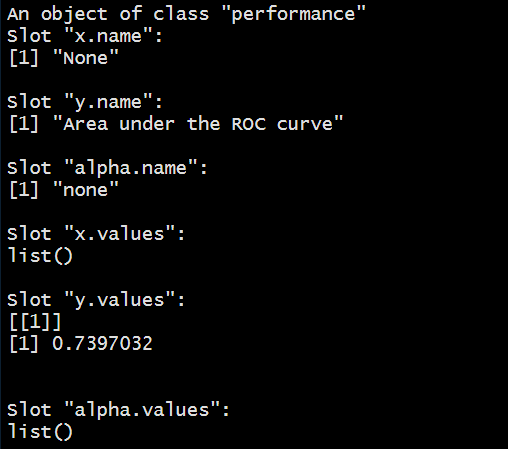 An object of class "performance"
Slot "x.name":
[1] "None"
Slot "y.name":
[1] "Area under the ROC curve"
Slot "alpha.name":
[1] "none"
Slot "x.values":
list()
Slot "y.values":
[[1]]
[1] 0.7397032
Slot "alpha.values":
list()